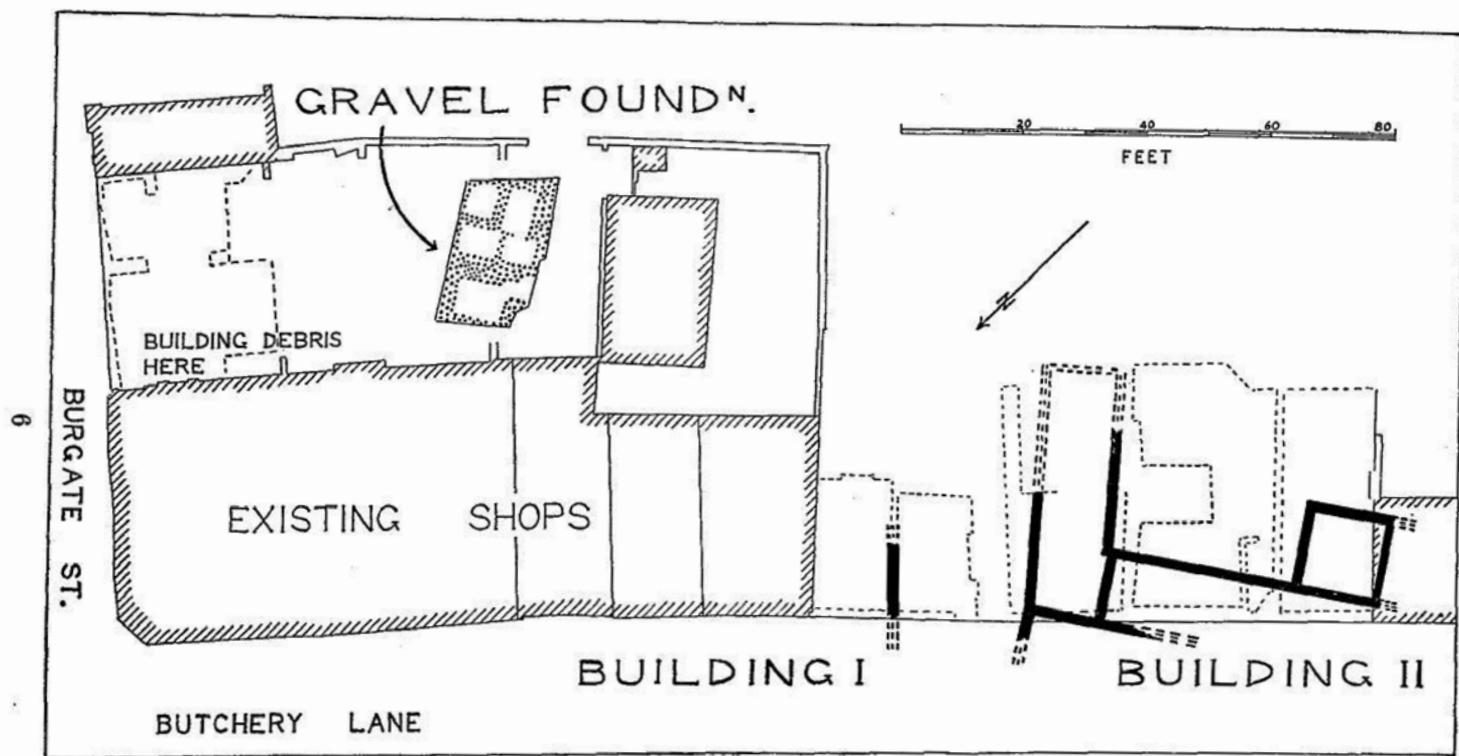 GRAVEL FOUNDN.
20 40 60 80
FEET
BUILDING DEBRIS
HERE
BURGATE ST.
6
EXISTING SHOPS
BUILDING I
BUILDING II
BUTCHERY LANE